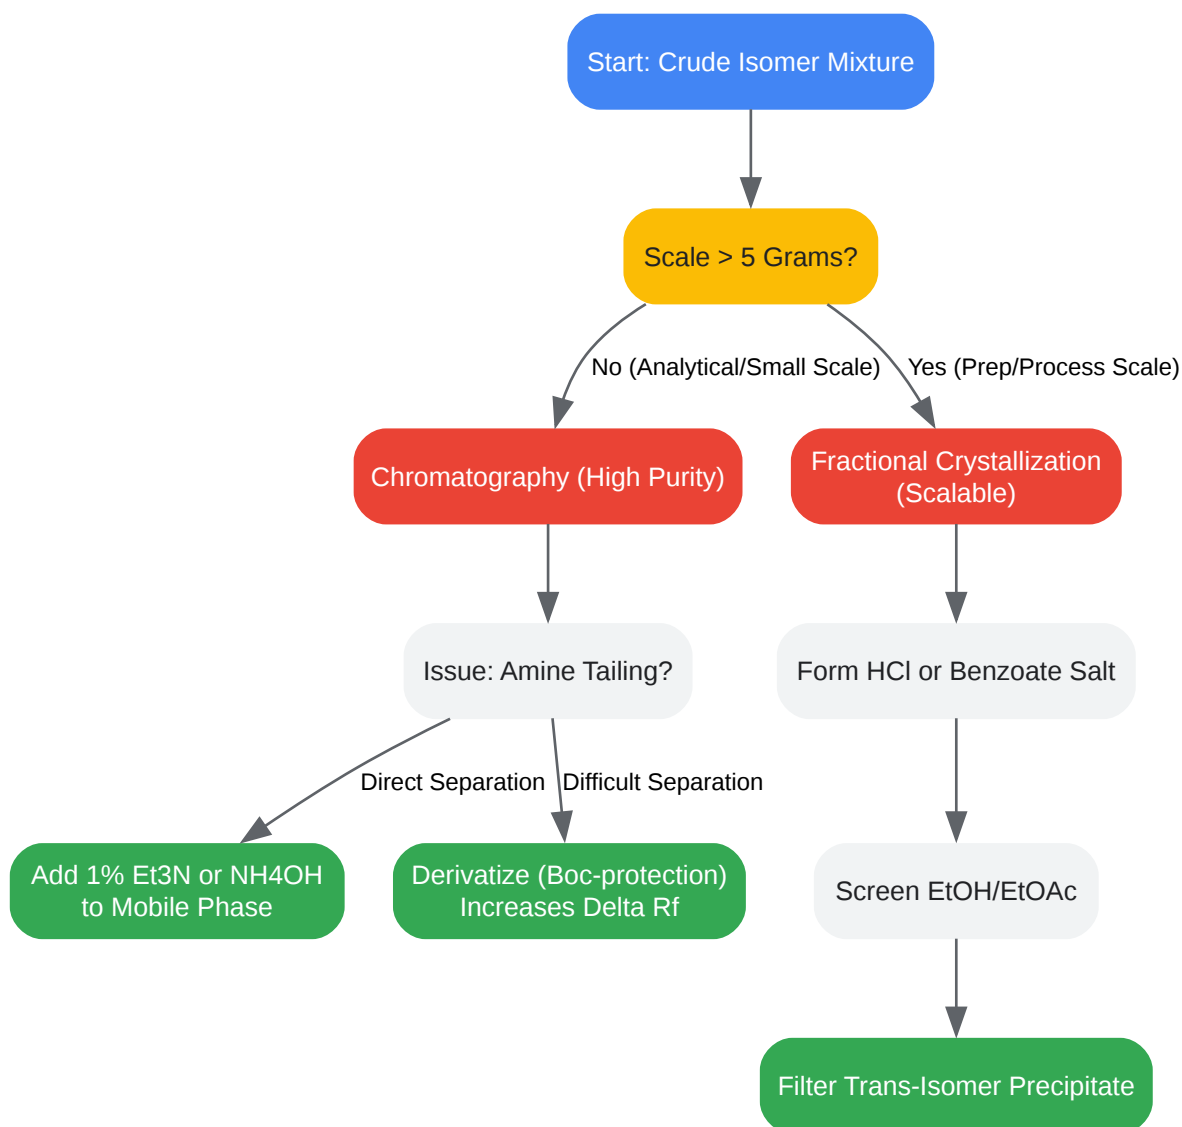 Start: Crude Isomer Mixture
Scale > 5 Grams?
No (Analytical/Small Scale)
Yes (Prep/Process Scale)
Chromatography (High Purity)
Fractional Crystallization
(Scalable)
Issue: Amine Tailing?
Form HCl or Benzoate Salt
Direct Separation
Difficult Separation
Add 1% Et3N or NH4OH
to Mobile Phase
Derivatize (Boc-protection)
Increases Delta Rf
Screen EtOH/EtOAc
Filter Trans-Isomer Precipitate